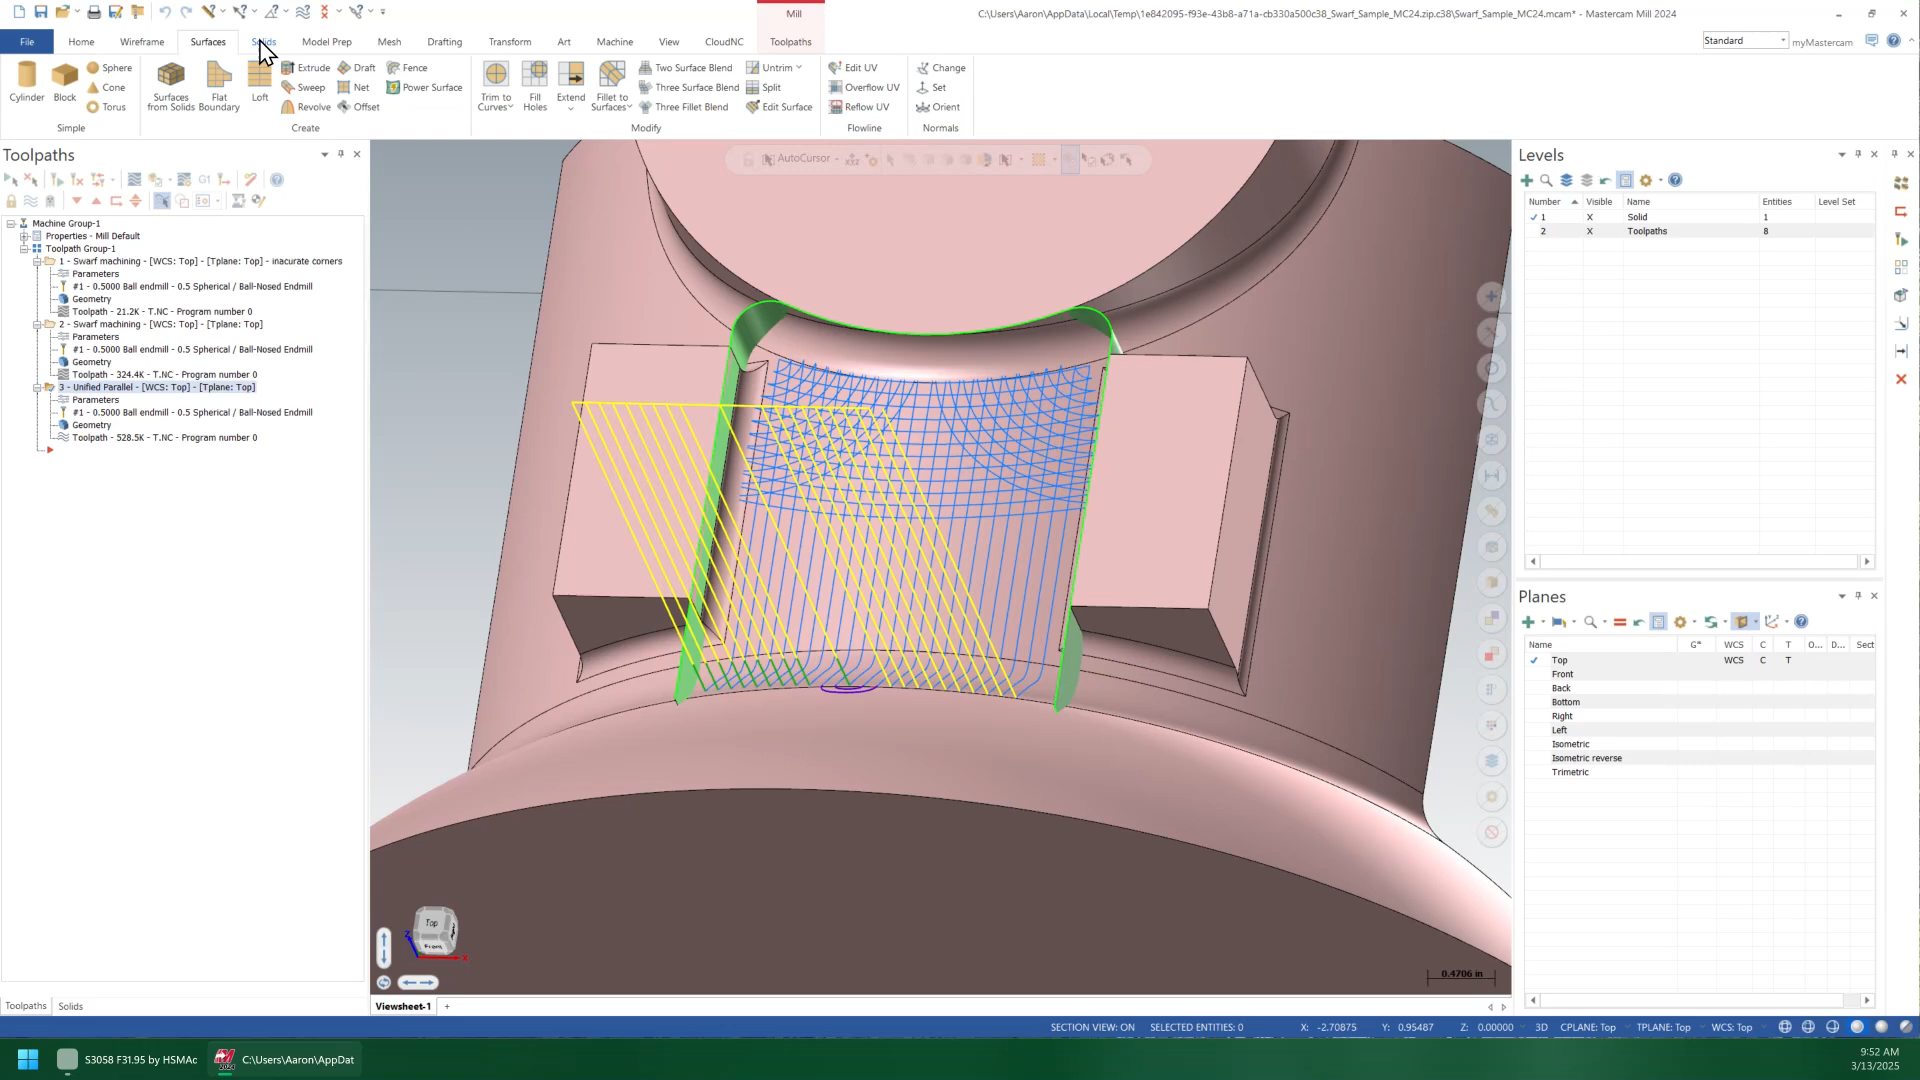 Mill
C:\Users\Aaron\AppData\Local\Temp\1e842095-f93e-43b8-a71a-cb330a500c38_Swarf_Sample_MC24.zip.c38\Swarf_Sample_MC24.mcam* - Mastercam Mill 2024
File Home Wireframe Surfaces Solids Model Prep Mesh Drafting Transform Art Machine View CloudNC Toolpaths
Standard myMastercam
Cylinder Block Sphere Cone Torus
Simple
Surfaces from Solids Flat Boundary Loft Extrude Sweep Revolve Draft Net Offset Fence Power Surface
Create
Trim to Curves Fill Holes Extend Fillet to Surfaces Two Surface Blend Three Surface Blend Three Fillet Blend Untrim Split Edit Surface
Modify
Edit UV Overflow UV Reflow UV
Flowline
Change Set Orient
Normals
Toolpaths
Machine Group-1
Properties - Mill Default
Toolpath Group-1
1 - Swarf machining - [WCS: Top] - [Tplane: Top] - inacurate corners
Parameters
#1 - 0.5000 Ball endmill - 0.5 Spherical / Ball-Nosed Endmill
Geometry
Toolpath - 21.2K - T.NC - Program number 0
2 - Swarf machining - [WCS: Top] - [Tplane: Top]
Parameters
#1 - 0.5000 Ball endmill - 0.5 Spherical / Ball-Nosed Endmill
Geometry
Toolpath - 324.4K - T.NC - Program number 0
3 - Unified Parallel - [WCS: Top] - [Tplane: Top]
Parameters
#1 - 0.5000 Ball endmill - 0.5 Spherical / Ball-Nosed Endmill
Geometry
Toolpath - 528.5K - T.NC - Program number 0
Toolpaths Solids
AutoCursor
Top
Front
Z
X
0.4706 in
Viewsheet-1 +
Levels
Number Visible Name Entities Level Set
1 X Solid 1
2 X Toolpaths 8
Planes
Name G* WCS C T O... D... Sect
Top WCS C T
Front
Back
Bottom
Right
Left
Isometric
Isometric reverse
Trimetric
SECTION VIEW: ON SELECTED ENTITIES: 0 X: -2.70875 Y: 0.95487 Z: 0.00000 3D CPLANE: Top TPLANE: Top WCS: Top
S3058 F31.95 by HSMAc C:\Users\Aaron\AppDat
9:52 AM
3/13/2025